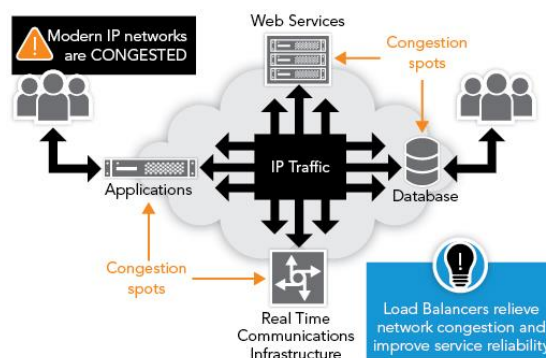 Modern IP networks
are CONGESTED
Web Services
Congestion
spots
IP Traffic
Applications
Database
Congestion
spots
Real Time
Communications
Infrastructure
Load Balancers relieve
network congestion and
improve service reliability